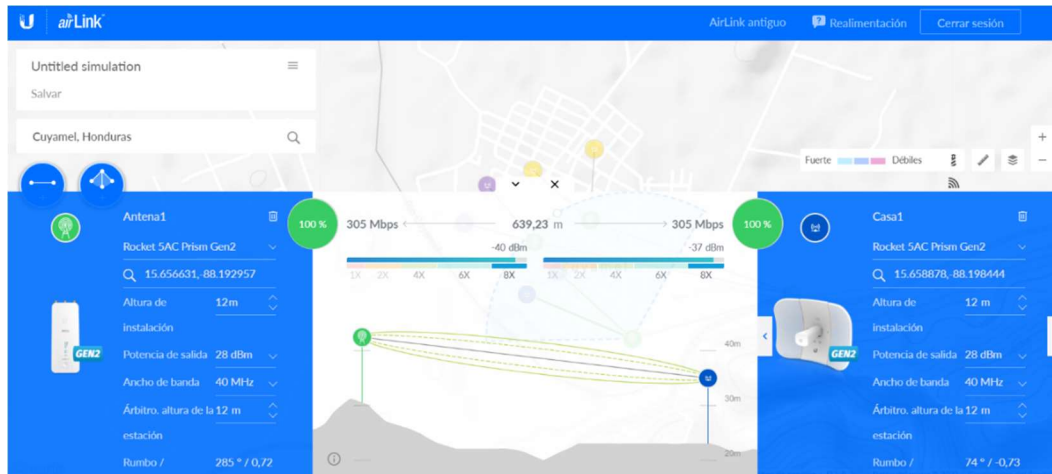 airLink
AirLink antiguo
Realimentación
Cerrar sesión
Untitled simulation
Salvar
Cuyamel, Honduras
Fuerte
Débiles
Antena1
Rocket 5AC Prism Gen2
15.656631,-88.192957
Altura de 12m
instalación
Potencia de salida 28 dBm
Ancho de banda 40 MHz
Árbitro. altura de la 12 m
estación
Rumbo / 285 ° / 0,72
GEN2
100 %
305 Mbps
639,23 m
305 Mbps
100 %
-40 dBm
-37 dBm
1X 2X 4X 6X 8X
1X 2X 4X 6X 8X
40m
30m
20m
Casa1
Rocket 5AC Prism Gen2
15.658878,-88.198444
Altura de 12 m
instalación
Potencia de salida 28 dBm
Ancho de banda 40 MHz
Árbitro. altura de la 12 m
estación
Rumbo / 74 ° / -0,73
GEN2